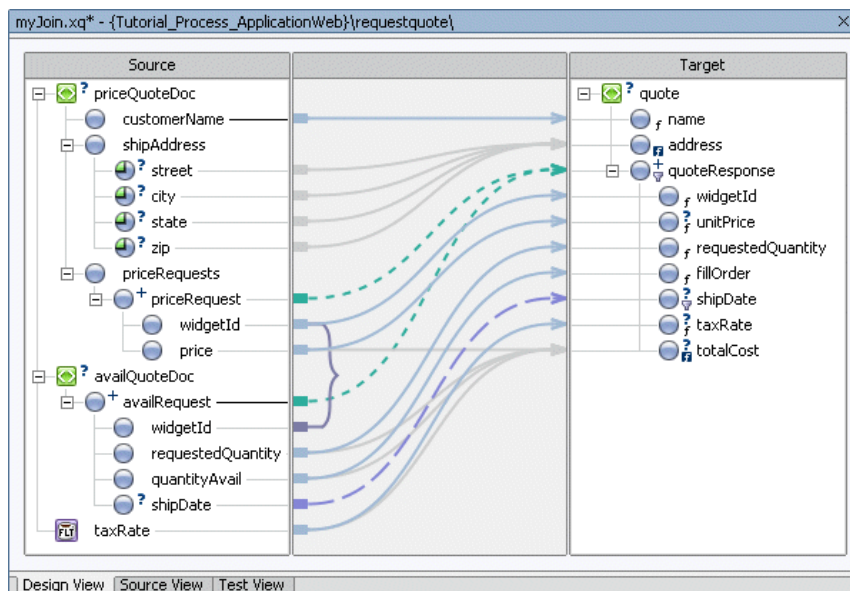 myJoin.xq* - {Tutorial_Process_ApplicationWeb}\requestquote\
Source
priceQuoteDoc
customerName
shipAddress
street
city
state
zip
priceRequests
priceRequest
widgetId
price
availQuoteDoc
availRequest
widgetId
requestedQuantity
quantityAvail
shipDate
FLT taxRate
Target
quote
name
address
quoteResponse
widgetId
unitPrice
requestedQuantity
fillOrder
shipDate
taxRate
totalCost
Design View Source View Test View